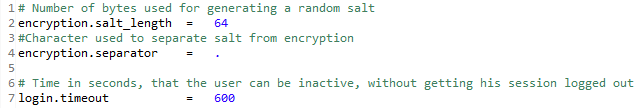 1 # Number of bytes used for generating a random salt
2 encryption.salt_length = 64
3 #Character used to separate salt from encryption
4 encryption.separator = .
5
6 # Time in seconds, that the user can be inactive, without getting his session logged out
7 login.timeout = 600